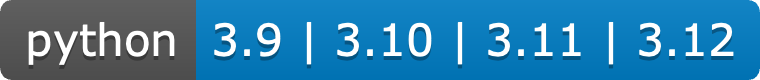 python 3.9 | 3.10 | 3.11 | 3.12